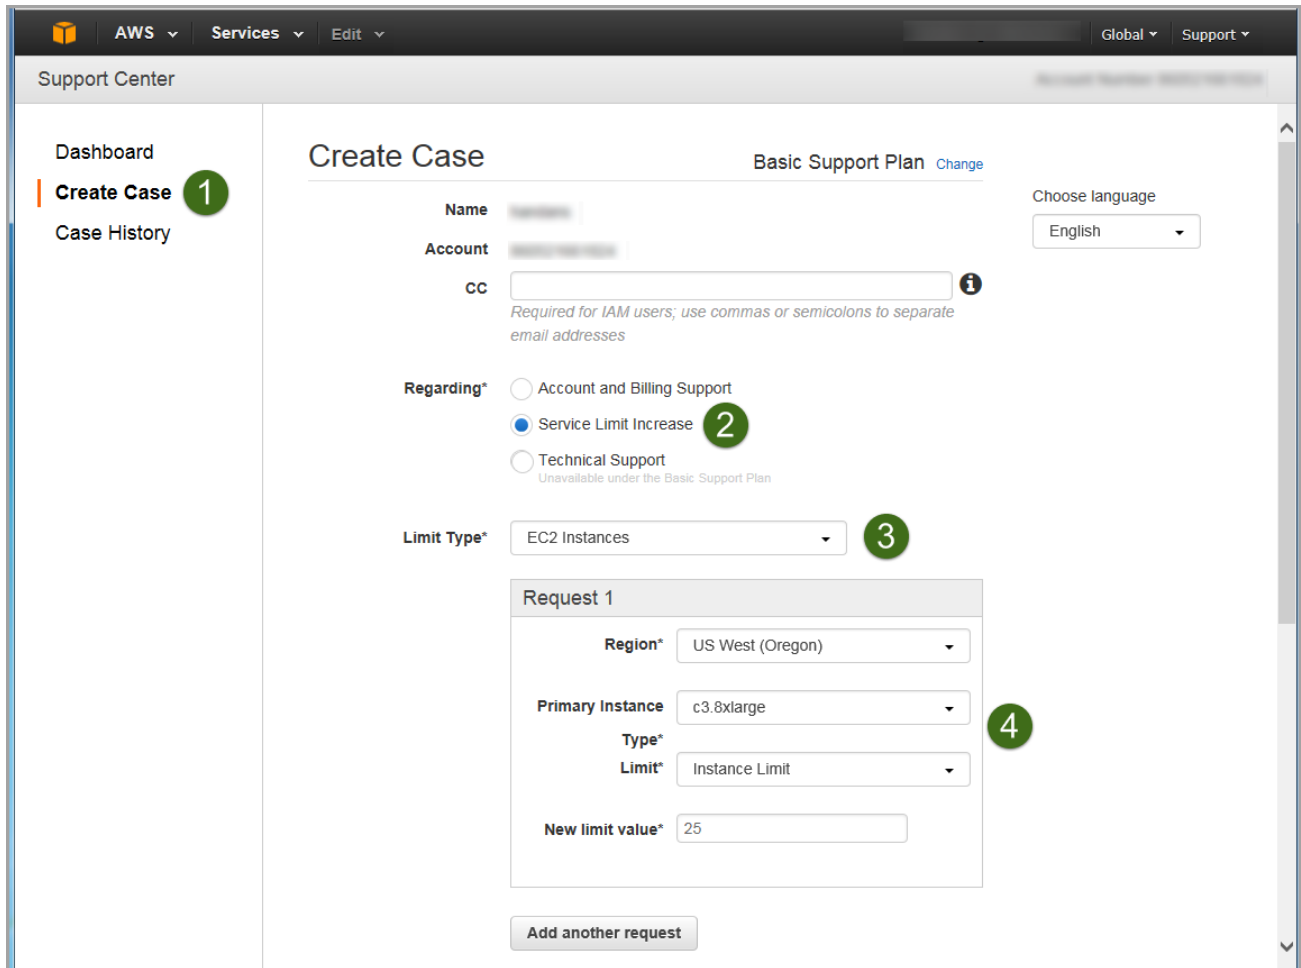 AWS Services Edit Global Support
Support Center
Dashboard
Create Case 1
Case History
Create Case
Basic Support Plan Change
Choose language
English
Name
Account
CC
Required for IAM users; use commas or semicolons to separate
email addresses
Regarding*
Account and Billing Support
Service Limit Increase 2
Technical Support
Unavailable under the Basic Support Plan
Limit Type* EC2 Instances 3
Request 1
Region* US West (Oregon)
Primary Instance c3.8xlarge
Type*
4
Limit* Instance Limit
New limit value* 25
Add another request